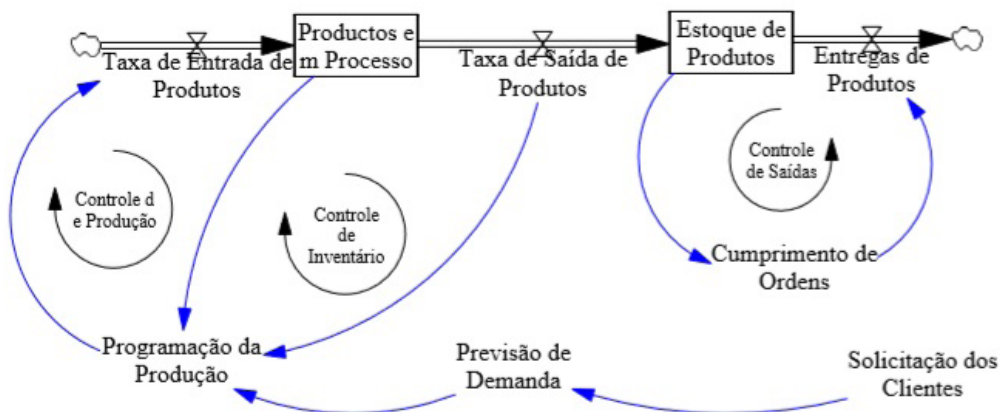 Productos e
m Processo
Estoque de
Produtos
Taxa de Entrada de
Produtos
Taxa de Saída de
Produtos
Entregas de
Produtos
Controle d
e Produção
Controle
de
Inventário
Controle
de Saídas
Cumprimento de
Ordens
Programação da
Produção
Previsão de
Demanda
Solicitação dos
Clientes